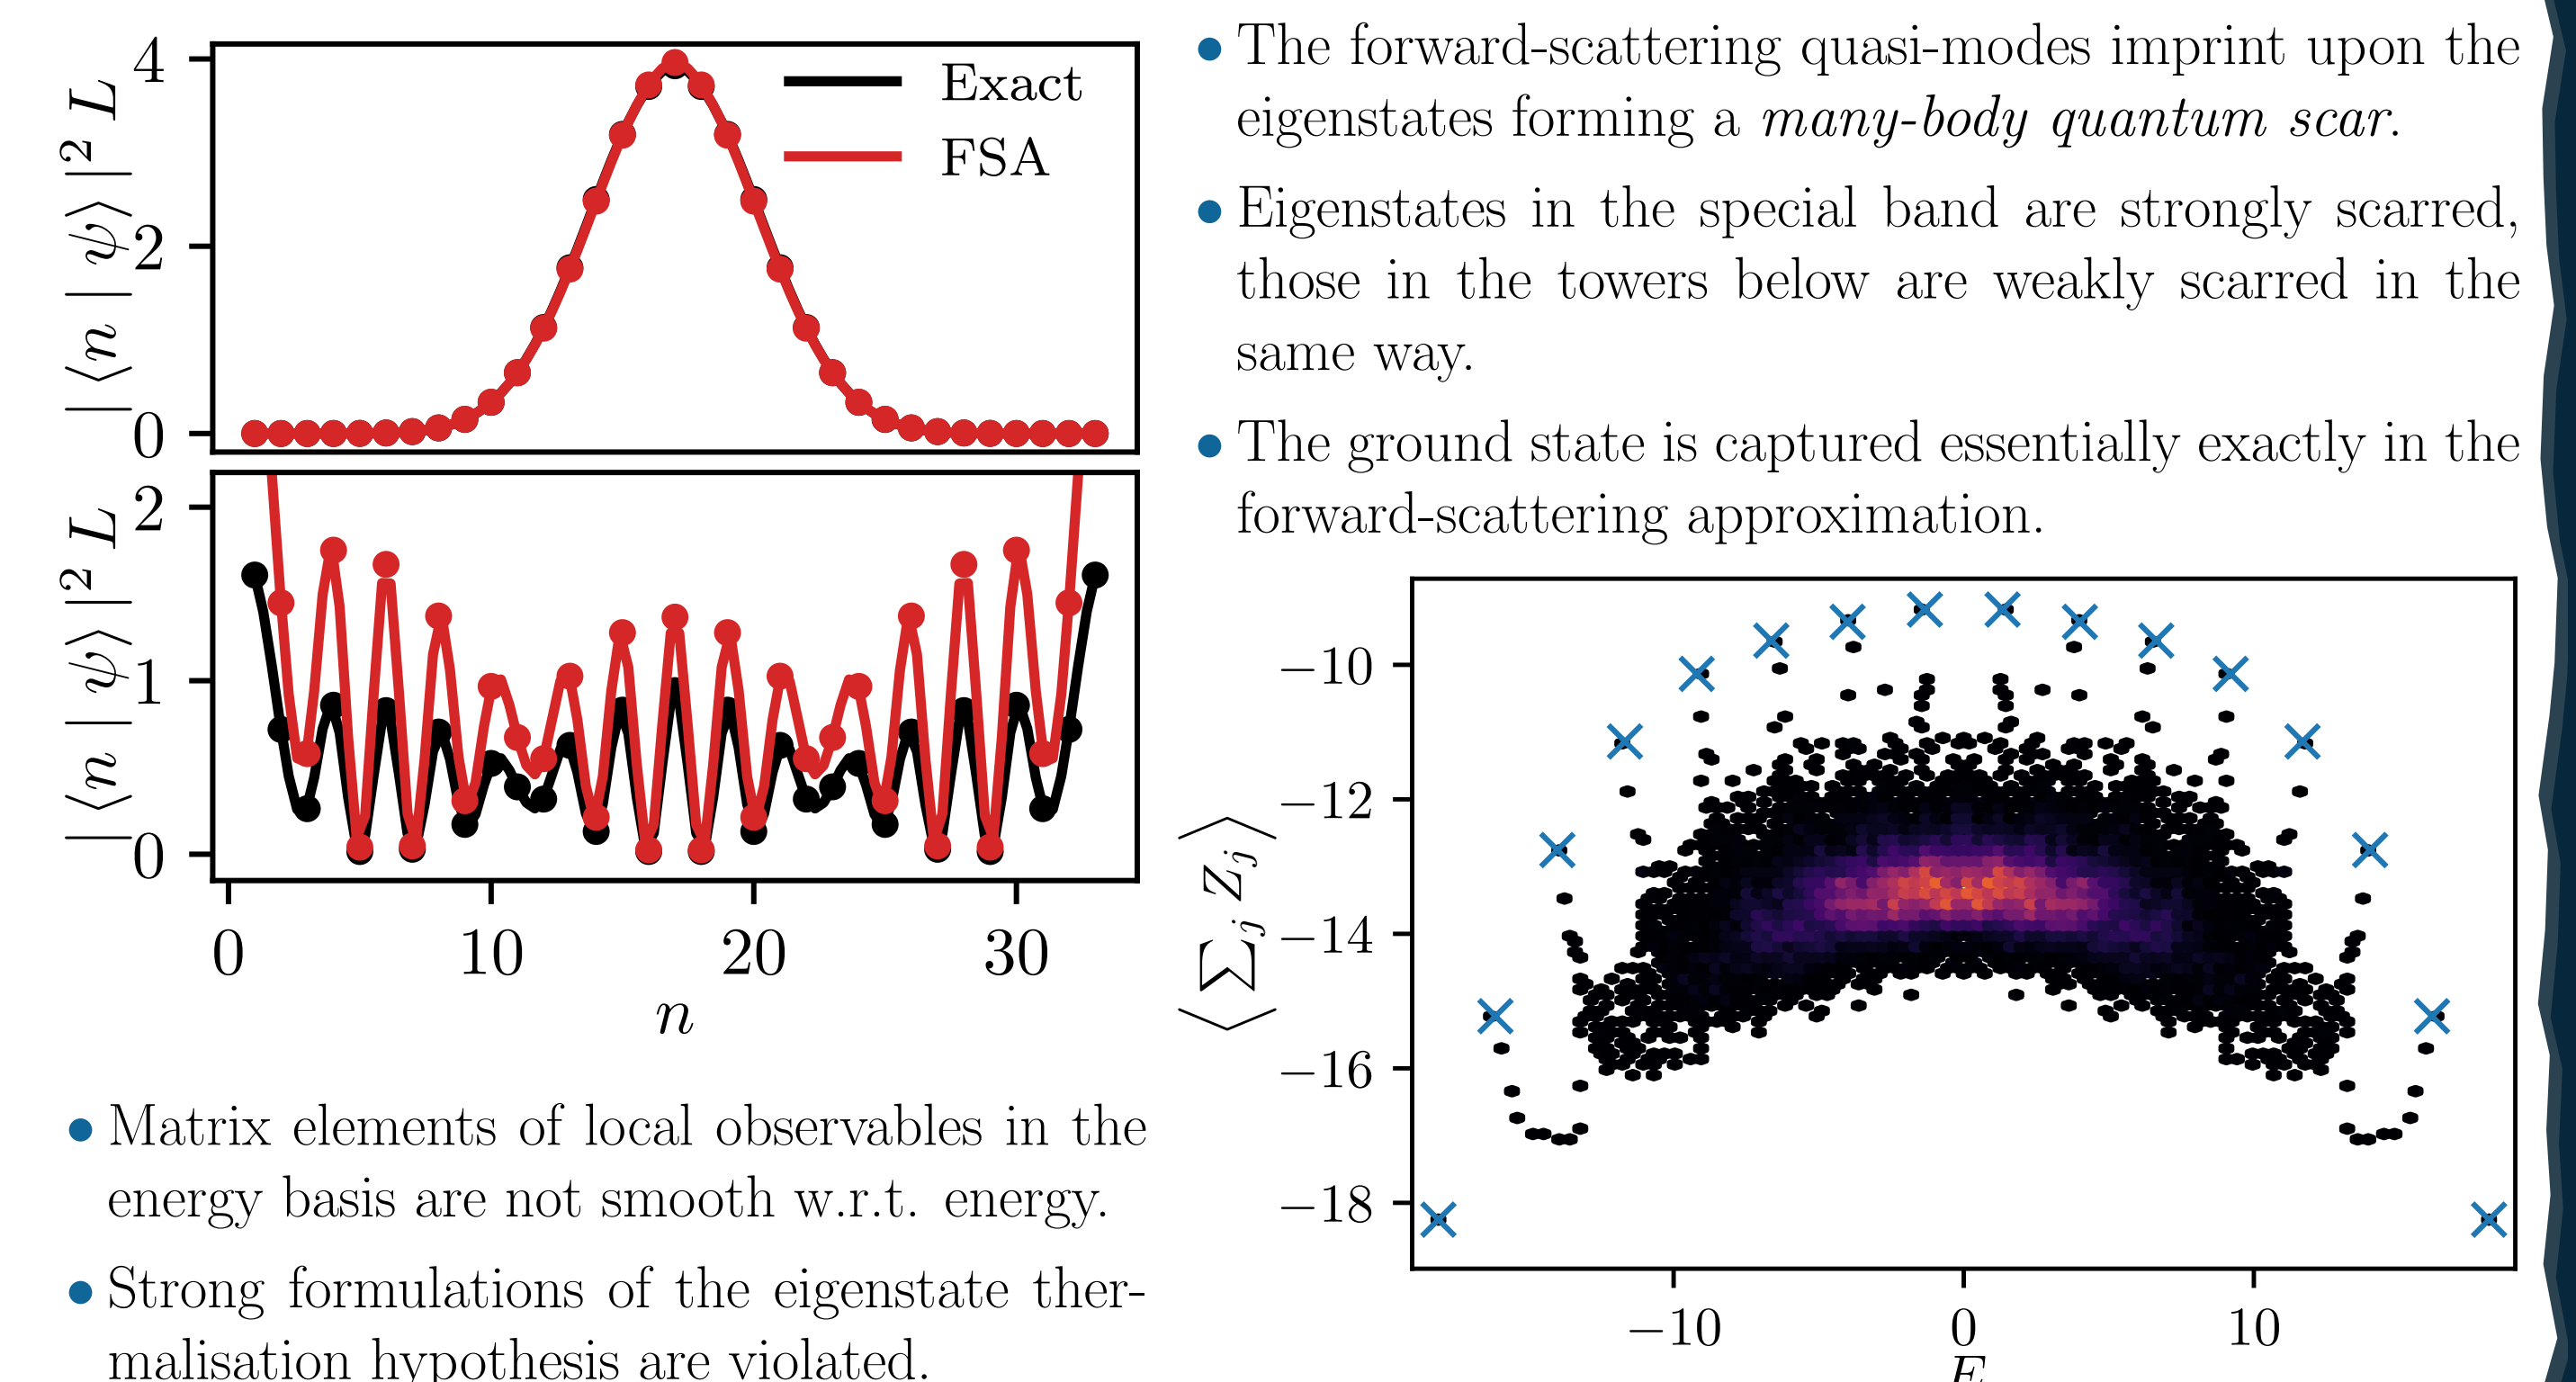 4
2
0
|⟨n | ψ⟩|² L
Exact
FSA
2
1
0
|⟨n | ψ⟩|² L
0 10 20 30
n
• Matrix elements of local observables in the
energy basis are not smooth w.r.t. energy.
• Strong formulations of the eigenstate ther-
malisation hypothesis are violated.
• The forward-scattering quasi-modes imprint upon the
eigenstates forming a many-body quantum scar.
• Eigenstates in the special band are strongly scarred,
those in the towers below are weakly scarred in the
same way.
• The ground state is captured essentially exactly in the
forward-scattering approximation.
−10
−12
−14
−16
−18
⟨∑ⱼ Zⱼ⟩
−10 0 10
E